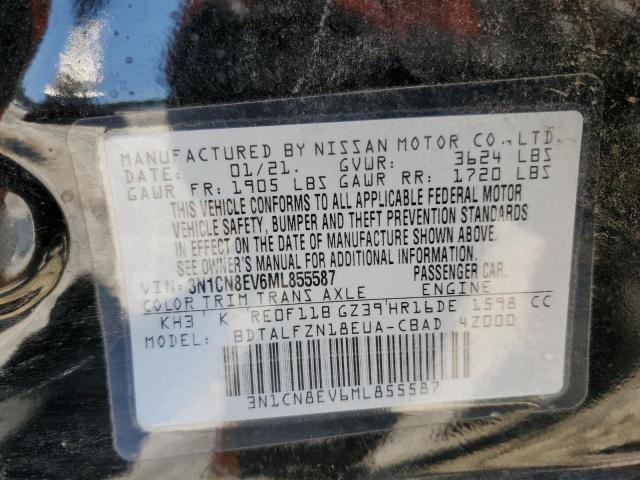 MANUFACTURED BY NISSAN MOTOR CO., LTD.
DATE: 01/21. GVWR: 3624 LBS
GAWR FR: 1905 LBS GAWR RR: 1720 LBS
THIS VEHICLE CONFORMS TO ALL APPLICABLE FEDERAL MOTOR
VEHICLE SAFETY, BUMPER AND THEFT PREVENTION STANDARDS
IN EFFECT ON THE DATE OF MANUFACTURE SHOWN ABOVE.
SEE OWNER'S MANUAL FOR ADDITIONAL INFORMATION.
VIN: 3N1CN8EV6ML855587 PASSENGER CAR.
COLOR TRIM TRANS AXLE ENGINE
KH3 K RE0F11B GZ39 HR16DE 1598 CC
MODEL: BDTALFZN18EUA-CBAD 4Z000
3N1CN8EV6ML855587